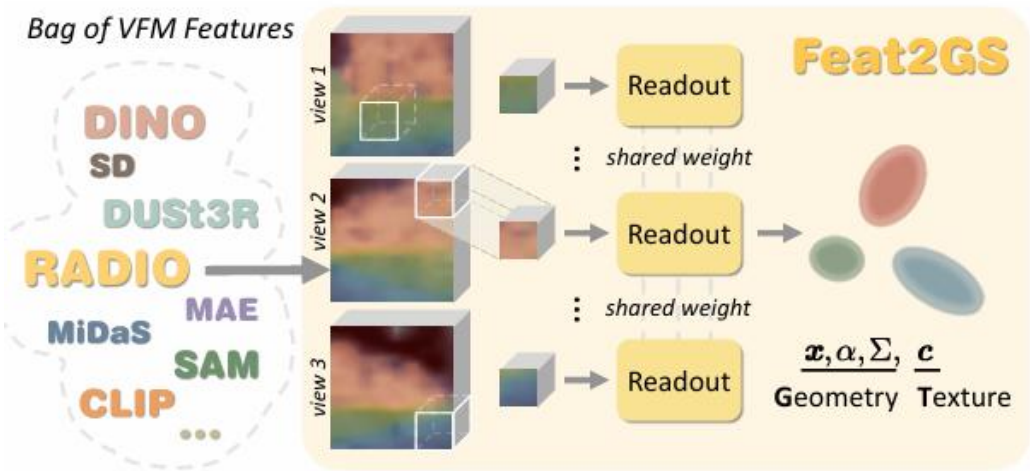 Bag of VFM Features
DINO
SD
DUSt3R
RADIO
MAE
MiDaS
SAM
CLIP
...
view 1
view 2
view 3
Readout
⋮ shared weight
Readout
⋮ shared weight
Readout
Feat2GS
x, α, Σ, c
Geometry Texture